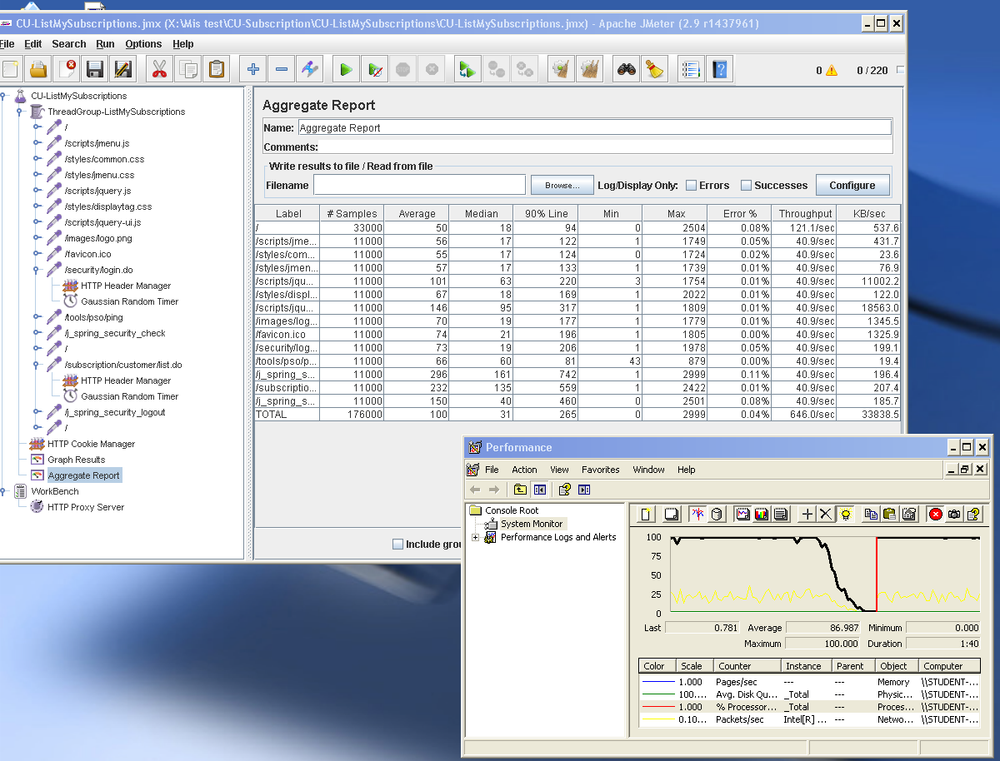 CU-ListMySubscriptions.jmx (X:\Mis test\CU-Subscription\CU-ListMySubscriptions\CU-ListMySubscriptions.jmx) - Apache JMeter (2.9 r1437961)
File Edit Search Run Options Help
0 0 / 220
CU-ListMySubscriptions
ThreadGroup-ListMySubscriptions
/
/scripts/jmenu.js
/styles/common.css
/styles/jmenu.css
/scripts/jquery.js
/styles/displaytag.css
/scripts/jquery-ui.js
/images/logo.png
/favicon.ico
/security/login.do
HTTP Header Manager
Gaussian Random Timer
/tools/pso/ping
/j_spring_security_check
/
/subscription/customer/list.do
HTTP Header Manager
Gaussian Random Timer
/j_spring_security_logout
/
HTTP Cookie Manager
Graph Results
Aggregate Report
WorkBench
HTTP Proxy Server
Aggregate Report
Name: Aggregate Report
Comments:
Write results to file / Read from file
Filename Browse... Log/Display Only: Errors Successes Configure
Label # Samples Average Median 90% Line Min Max Error % Throughput KB/sec
/ 33000 50 18 94 0 2504 0.08% 121.1/sec 537.6
/scripts/jme... 11000 56 17 122 1 1749 0.05% 40.9/sec 431.7
/styles/com... 11000 55 17 124 0 1724 0.02% 40.9/sec 23.6
/styles/jmen... 11000 57 17 133 1 1739 0.01% 40.9/sec 76.9
/scripts/jqu... 11000 101 63 220 3 1754 0.01% 40.9/sec 11002.2
/styles/displ... 11000 67 18 169 1 2022 0.01% 40.9/sec 122.0
/scripts/jqu... 11000 146 95 317 1 1809 0.01% 40.9/sec 18563.0
/images/log... 11000 70 19 177 1 1779 0.01% 40.9/sec 1345.5
/favicon.ico 11000 74 21 196 1 1805 0.00% 40.9/sec 1325.9
/security/log... 11000 73 19 206 1 1978 0.05% 40.9/sec 199.1
/tools/pso/p... 11000 66 60 81 43 879 0.00% 40.9/sec 19.4
/j_spring_s... 11000 296 161 742 1 2999 0.11% 40.9/sec 196.4
/subscriptio... 11000 232 135 559 1 2422 0.01% 40.9/sec 207.4
/j_spring_s... 11000 150 40 460 0 2501 0.08% 40.9/sec 185.7
TOTAL 176000 100 31 265 0 2999 0.04% 646.0/sec 33838.5
Include grou
Performance
File Action View Favorites Window Help
Console Root
System Monitor
Performance Logs and Alerts
100
75
50
25
0
Last 0.781 Average 86.987 Minimum 0.000
Maximum 100.000 Duration 1:40
Color Scale Counter Instance Parent Object Computer
1.000 Pages/sec --- --- Memory \\STUDENT-...
100.... Avg. Disk Qu... _Total --- Physic... \\STUDENT-...
1.000 % Processor... _Total --- Proces... \\STUDENT-...
0.10... Packets/sec Intel[R] ... --- Netwo... \\STUDENT-...